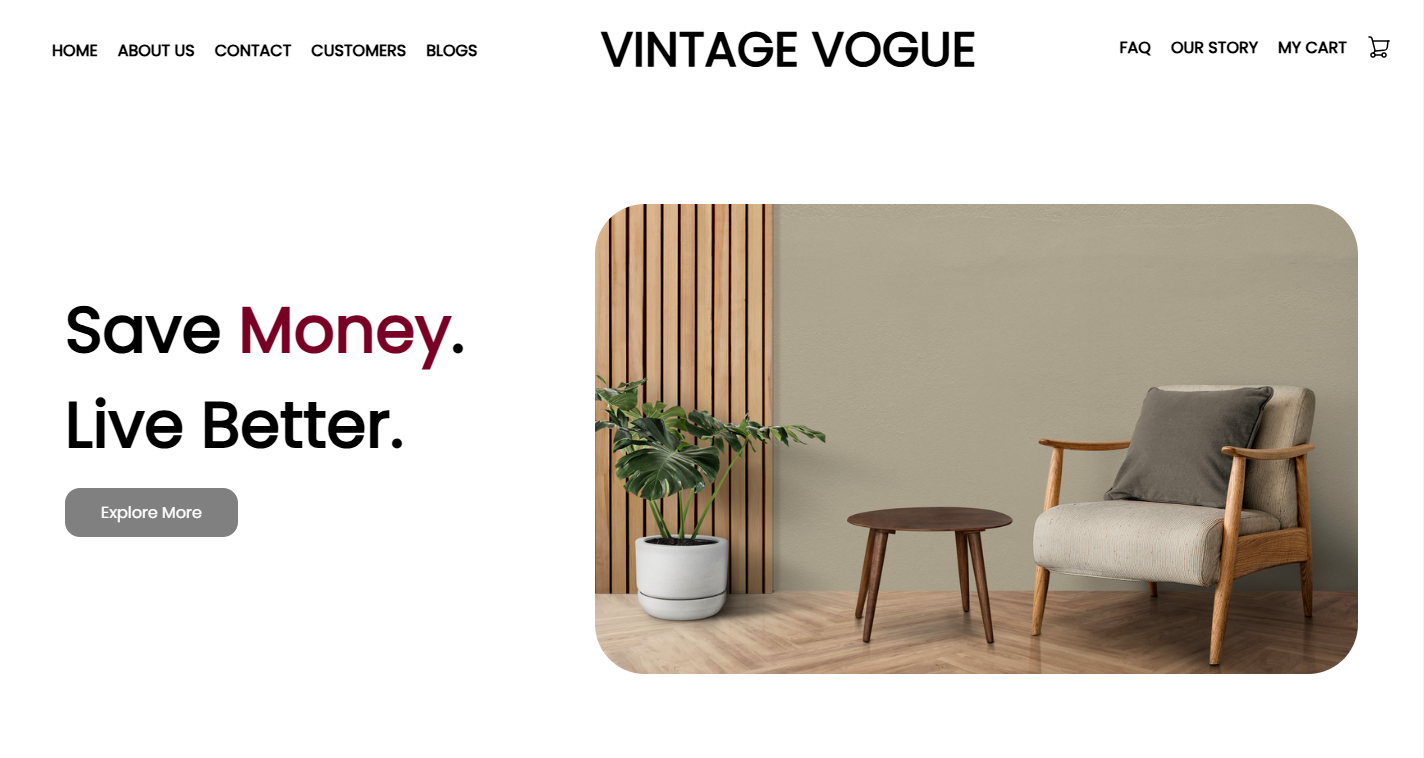 HOME ABOUT US CONTACT CUSTOMERS BLOGS
VINTAGE VOGUE
FAQ OUR STORY MY CART
Save Money.
Live Better.
Explore More